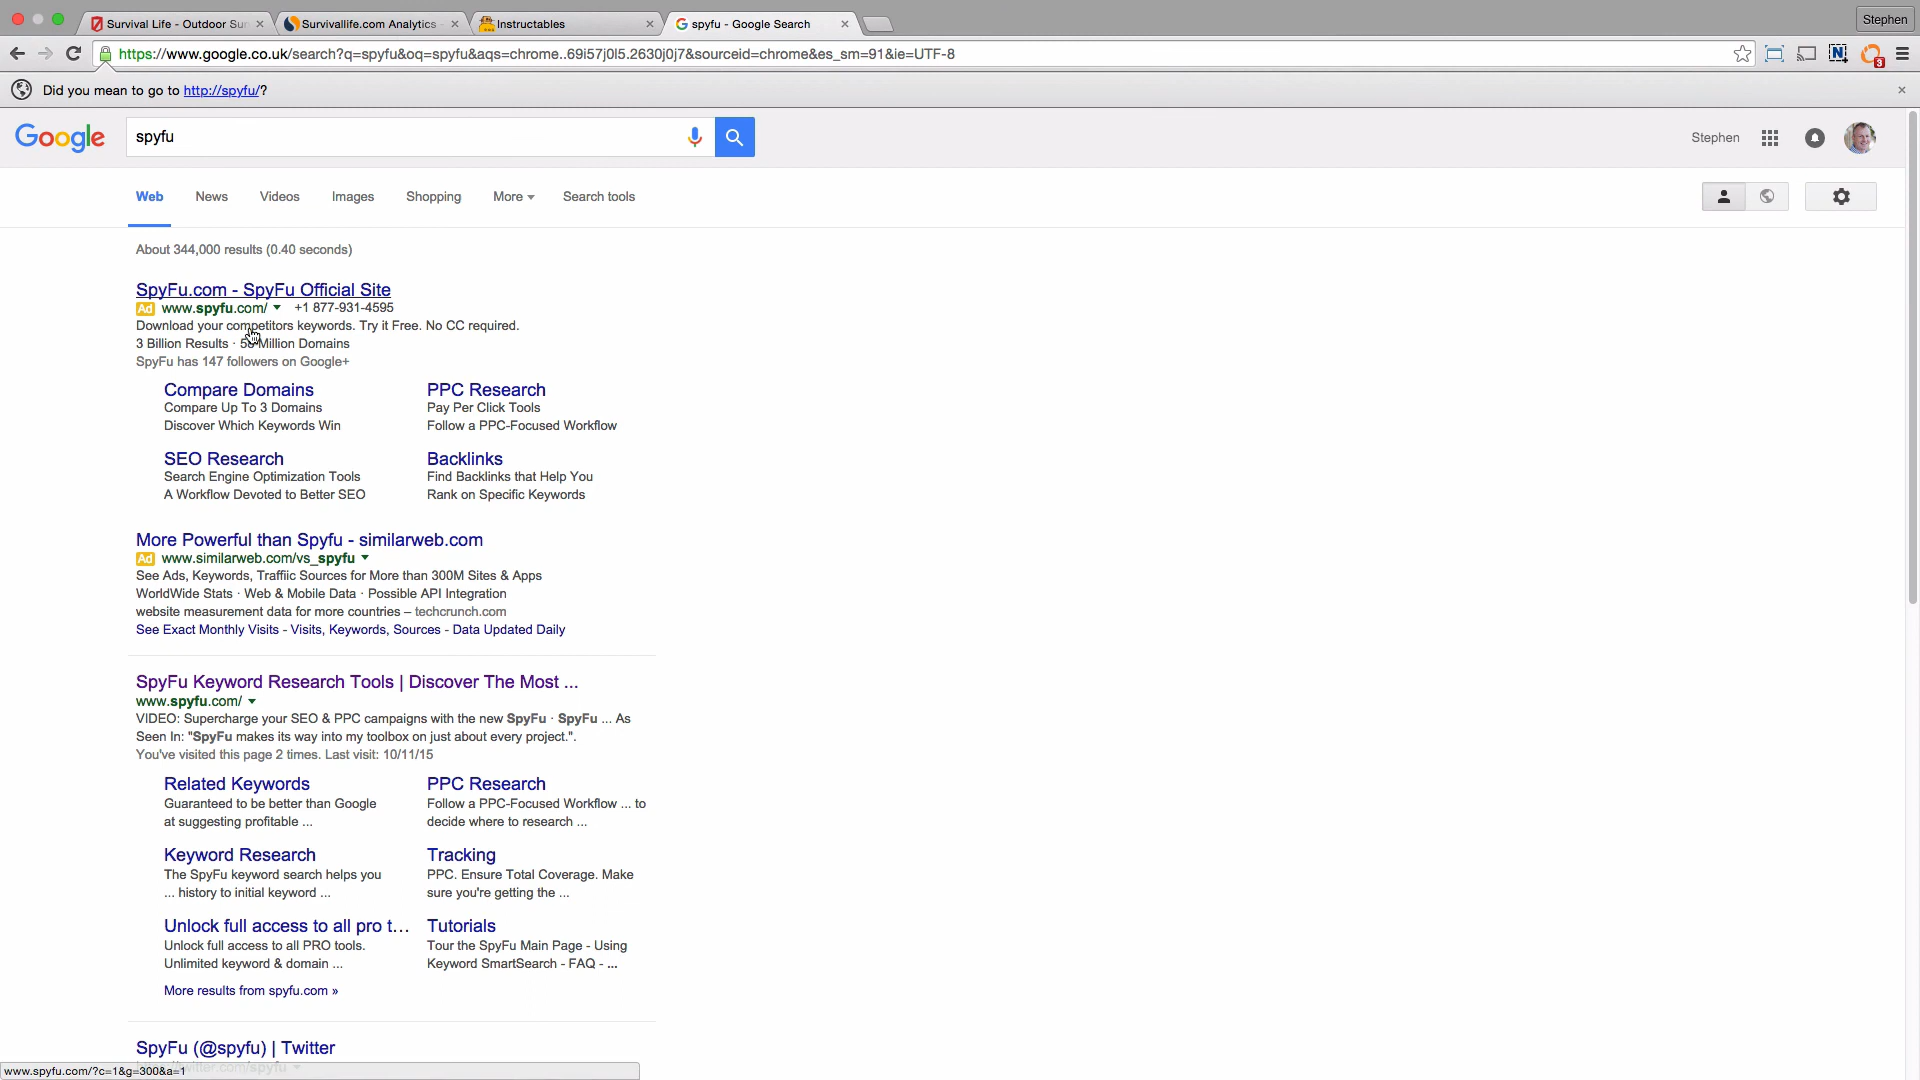 Survival Life - Outdoor Sur
Survivallife.com Analytics
Instructables
spyfu - Google Search
Stephen
https://www.google.co.uk/search?q=spyfu&oq=spyfu&aqs=chrome..69i57j0l5.2630j0j7&sourceid=chrome&es_sm=91&ie=UTF-8
3
Did you mean to go to http://spyfu/?
Google
spyfu
Stephen
Web News Videos Images Shopping More Search tools
About 344,000 results (0.40 seconds)
SpyFu.com - SpyFu Official Site
Ad www.spyfu.com/ +1 877-931-4595
Download your competitors keywords. Try it Free. No CC required.
3 Billion Results · Million Domains
SpyFu has 147 followers on Google+
Compare Domains
Compare Up To 3 Domains
Discover Which Keywords Win
PPC Research
Pay Per Click Tools
Follow a PPC-Focused Workflow
SEO Research
Search Engine Optimization Tools
A Workflow Devoted to Better SEO
Backlinks
Find Backlinks that Help You
Rank on Specific Keywords
More Powerful than Spyfu - similarweb.com
Ad www.similarweb.com/vs_spyfu
See Ads, Keywords, Traffiic Sources for More than 300M Sites & Apps
WorldWide Stats · Web & Mobile Data · Possible API Integration
website measurement data for more countries – techcrunch.com
See Exact Monthly Visits - Visits, Keywords, Sources - Data Updated Daily
SpyFu Keyword Research Tools | Discover The Most ...
www.spyfu.com/
VIDEO: Supercharge your SEO & PPC campaigns with the new SpyFu · SpyFu ... As
Seen In: "SpyFu makes its way into my toolbox on just about every project.".
You've visited this page 2 times. Last visit: 10/11/15
Related Keywords
Guaranteed to be better than Google
at suggesting profitable ...
PPC Research
Follow a PPC-Focused Workflow ... to
decide where to research ...
Keyword Research
The SpyFu keyword search helps you
... history to initial keyword ...
Tracking
PPC. Ensure Total Coverage. Make
sure you're getting the ...
Unlock full access to all pro t...
Unlock full access to all PRO tools.
Unlimited keyword & domain ...
Tutorials
Tour the SpyFu Main Page - Using
Keyword SmartSearch - FAQ - ...
More results from spyfu.com »
SpyFu (@spyfu) | Twitter
www.spyfu.com/?c=1&g=300&a=1